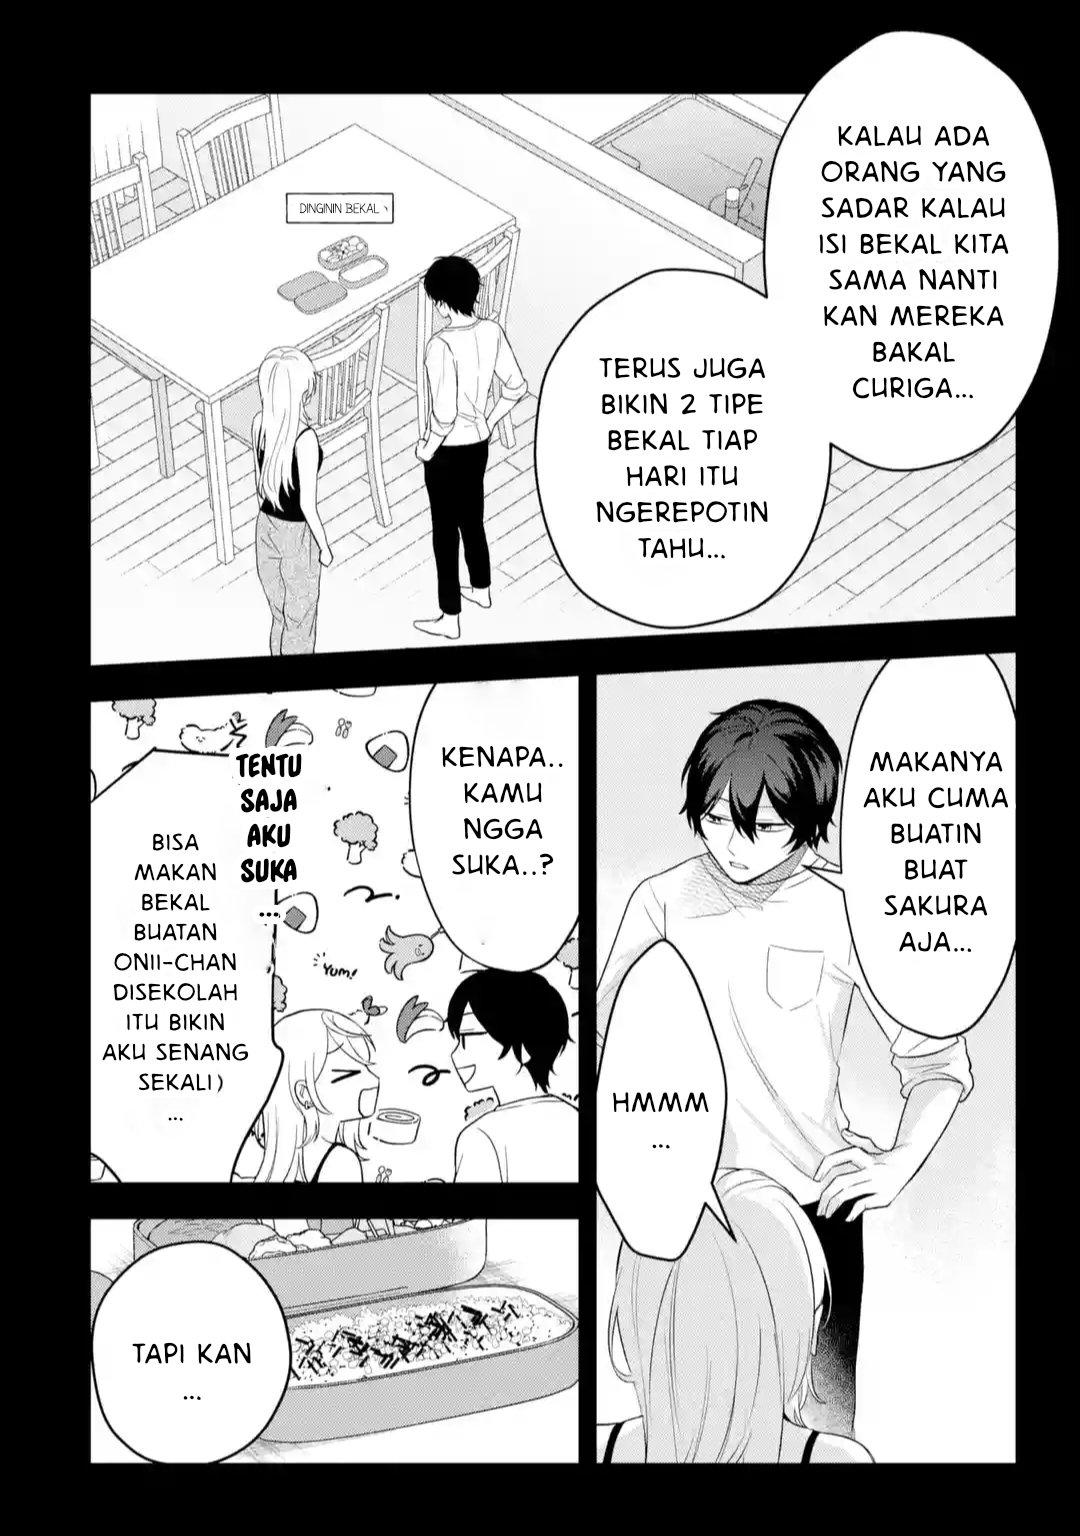 KALAU ADA
ORANG YANG
SADAR KALAU
ISI BEKAL KITA
SAMA NANTI
KAN MEREKA
BAKAL
CURIGA...
TERUS JUGA
BIKIN 2 TIPE
BEKAL TIAP
HARI ITU
NGEREPOTIN
TAHU...
DINGININ BEKAL
MAKANYA
AKU CUMA
BUATIN
BUAT
SAKURA
AJA...
HMMM
...
KENAPA..
KAMU
NGGA
SUKA..?
TENTU
SAJA
AKU
SUKA
...
BISA
MAKAN
BEKAL
BUATAN
ONII-CHAN
DISEKOLAH
ITU BIKIN
AKU SENANG
SEKALI)
...
YUM!
TAPI KAN
...